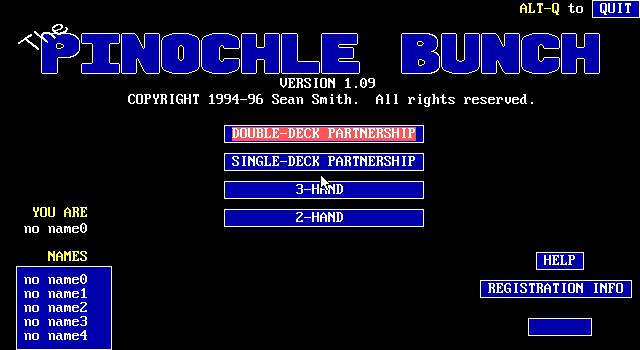 ALT-Q to QUIT
The
PINOCHLE BUNCH
VERSION 1.09
COPYRIGHT 1994-96 Sean Smith.  All rights reserved.
DOUBLE-DECK PARTNERSHIP
SINGLE-DECK PARTNERSHIP
3-HAND
2-HAND
YOU ARE
no name0
NAMES
no name0
no name1
no name2
no name3
no name4
HELP
REGISTRATION INFO